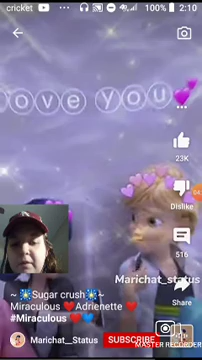 cricket 100% 2:10
ove you
23K
Dislike
516
Share
Marichat_status
~ Sugar crush ~
Miraculous Adrienette
#Miraculous
Marichat__Status SUBSCRIBE
MASTER RECORDER